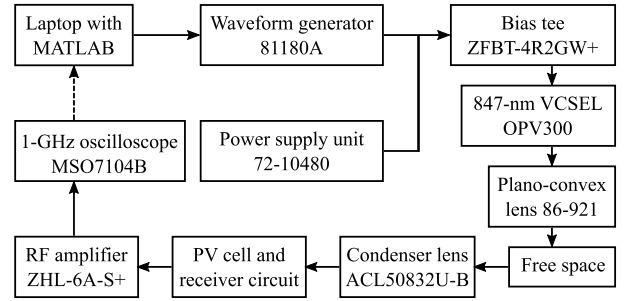 Laptop with
MATLAB
Waveform generator
81180A
Bias tee
ZFBT-4R2GW+
847-nm VCSEL
OPV300
1-GHz oscilloscope
MSO7104B
Power supply unit
72-10480
Plano-convex
lens 86-921
RF amplifier
ZHL-6A-S+
PV cell and
receiver circuit
Condenser lens
ACL50832U-B
Free space